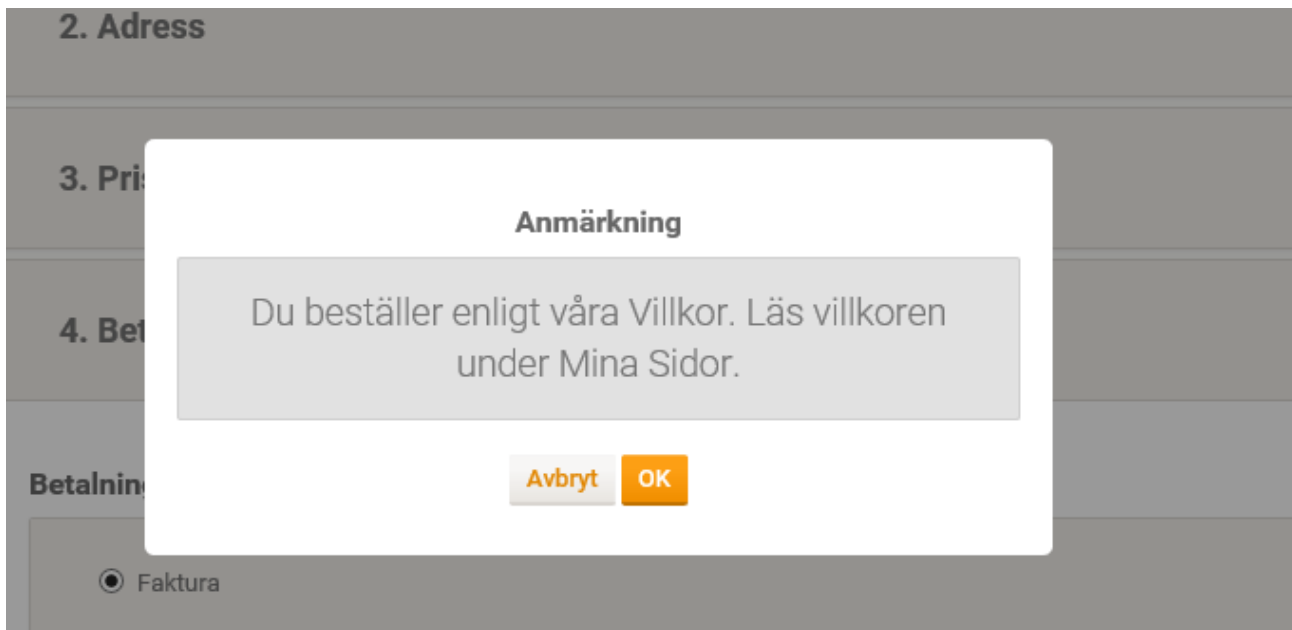 2. Adress
3. Pris
Anmärkning
Du beställer enligt våra Villkor. Läs villkoren
under Mina Sidor.
4. Bet
Avbryt OK
Betalning
Faktura